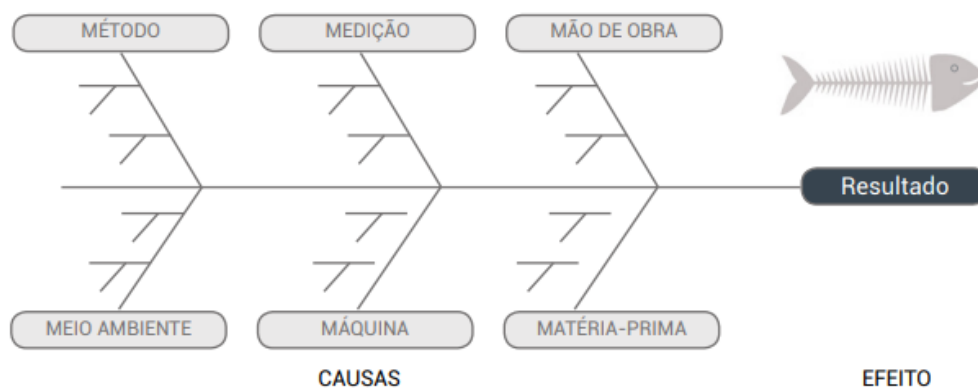 MÉTODO
MEDIÇÃO
MÃO DE OBRA
Resultado
MEIO AMBIENTE
MÁQUINA
MATÉRIA-PRIMA
CAUSAS
EFEITO